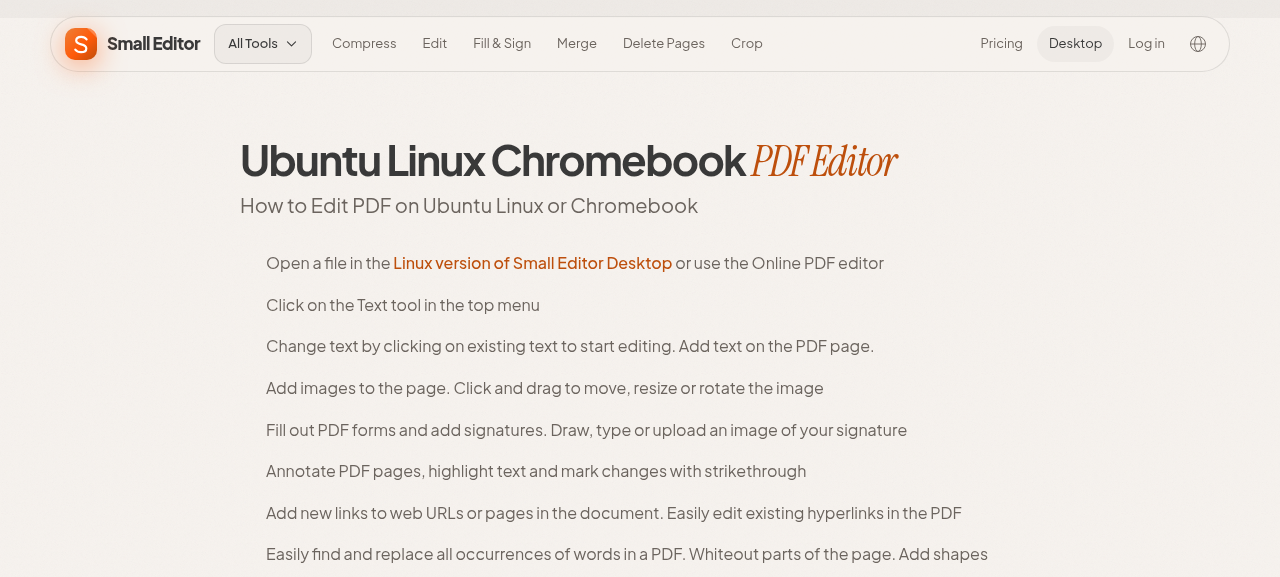 S Small Editor All Tools Compress Edit Fill & Sign Merge Delete Pages Crop Pricing Desktop Log in
Ubuntu Linux Chromebook PDF Editor
How to Edit PDF on Ubuntu Linux or Chromebook
Open a file in the Linux version of Small Editor Desktop or use the Online PDF editor
Click on the Text tool in the top menu
Change text by clicking on existing text to start editing. Add text on the PDF page.
Add images to the page. Click and drag to move, resize or rotate the image
Fill out PDF forms and add signatures. Draw, type or upload an image of your signature
Annotate PDF pages, highlight text and mark changes with strikethrough
Add new links to web URLs or pages in the document. Easily edit existing hyperlinks in the PDF
Easily find and replace all occurrences of words in a PDF. Whiteout parts of the page. Add shapes